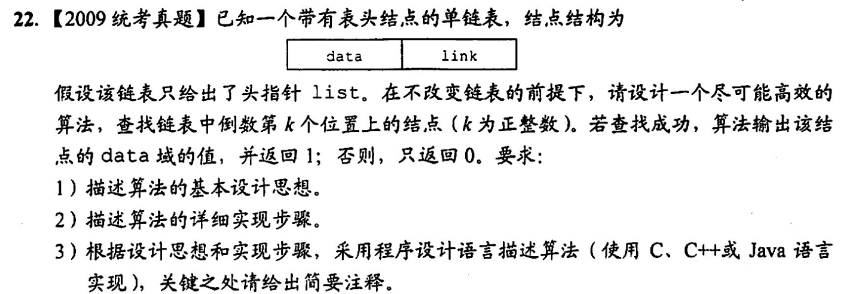 22. 【2009 统考真题】已知一个带有表头结点的单链表，结点结构为
data link
假设该链表只给出了头指针 list。在不改变链表的前提下，请设计一个尽可能高效的
算法，查找链表中倒数第 k 个位置上的结点（k 为正整数）。若查找成功，算法输出该结
点的 data 域的值，并返回 1；否则，只返回 0。要求：
1）描述算法的基本设计思想。
2）描述算法的详细实现步骤。
3）根据设计思想和实现步骤，采用程序设计语言描述算法（使用 C、C++或 Java 语言
实现），关键之处请给出简要注释。